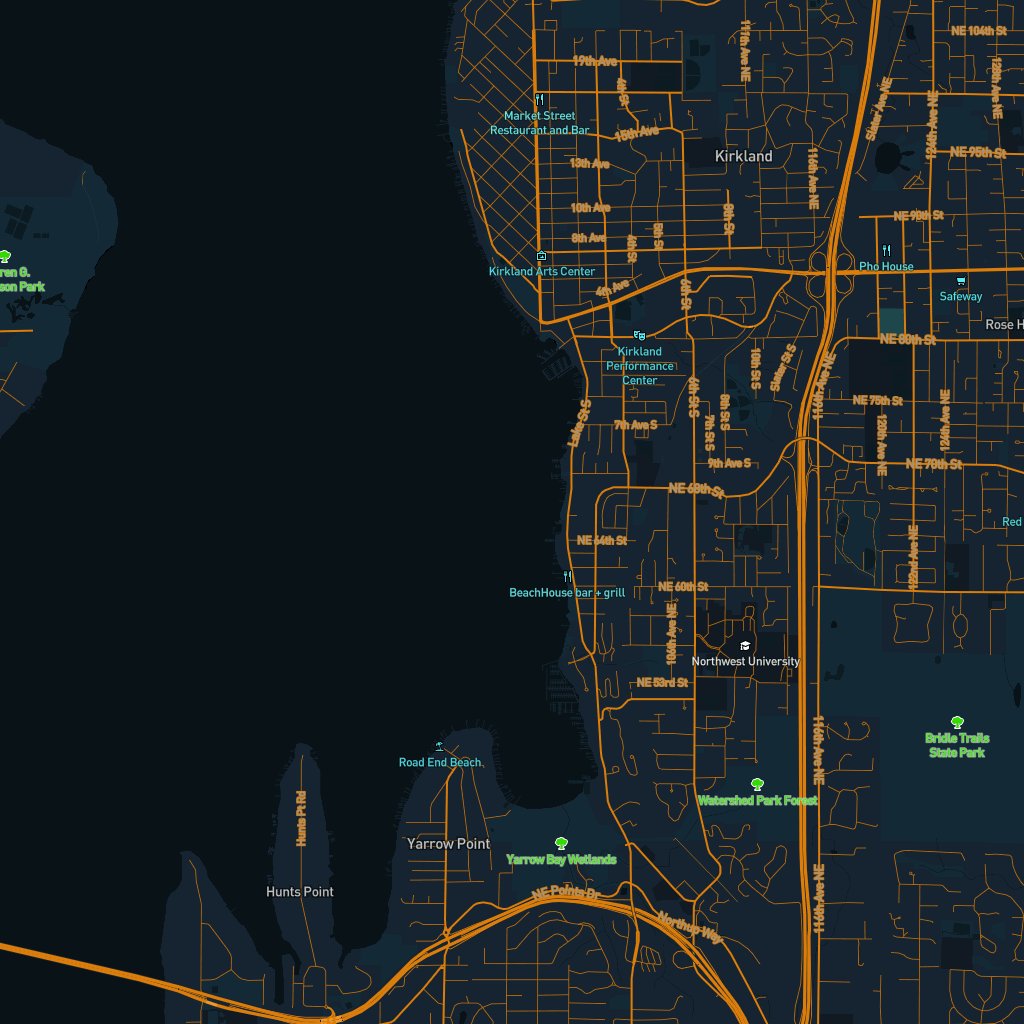 NE 104th St
111th Ave NE
128th Ave NE
19th Ave
4th St
Slater Ave NE
124th Ave NE
Market Street
Restaurant and Bar
15th Ave
Kirkland
NE 95th St
13th Ave
116th Ave NE
10th Ave
8th St
NE 90th St
8th Ave
4th St
6th St
Kirkland Arts Center
Pho House
ren G.
son Park
4th Ave
6th St
Safeway
Rose H
Kirkland
Performance
Center
NE 80th St
10th St S
Slater St S
116th Ave NE
6th St S
8th St S
NE 75th St
Lake St S
7th Ave S
7th St S
120th Ave NE
124th Ave NE
9th Ave S
NE 70th St
NE 68th St
Red
NE 64th St
122nd Ave NE
BeachHouse bar + grill
NE 60th St
106th Ave NE
Northwest University
NE 53rd St
116th Ave NE
Bridle Trails
State Park
Road End Beach
Watershed Park Forest
Hunts Pt Rd
Yarrow Point
Yarrow Bay Wetlands
Hunts Point
NE Points Dr
116th Ave NE
Northup Way